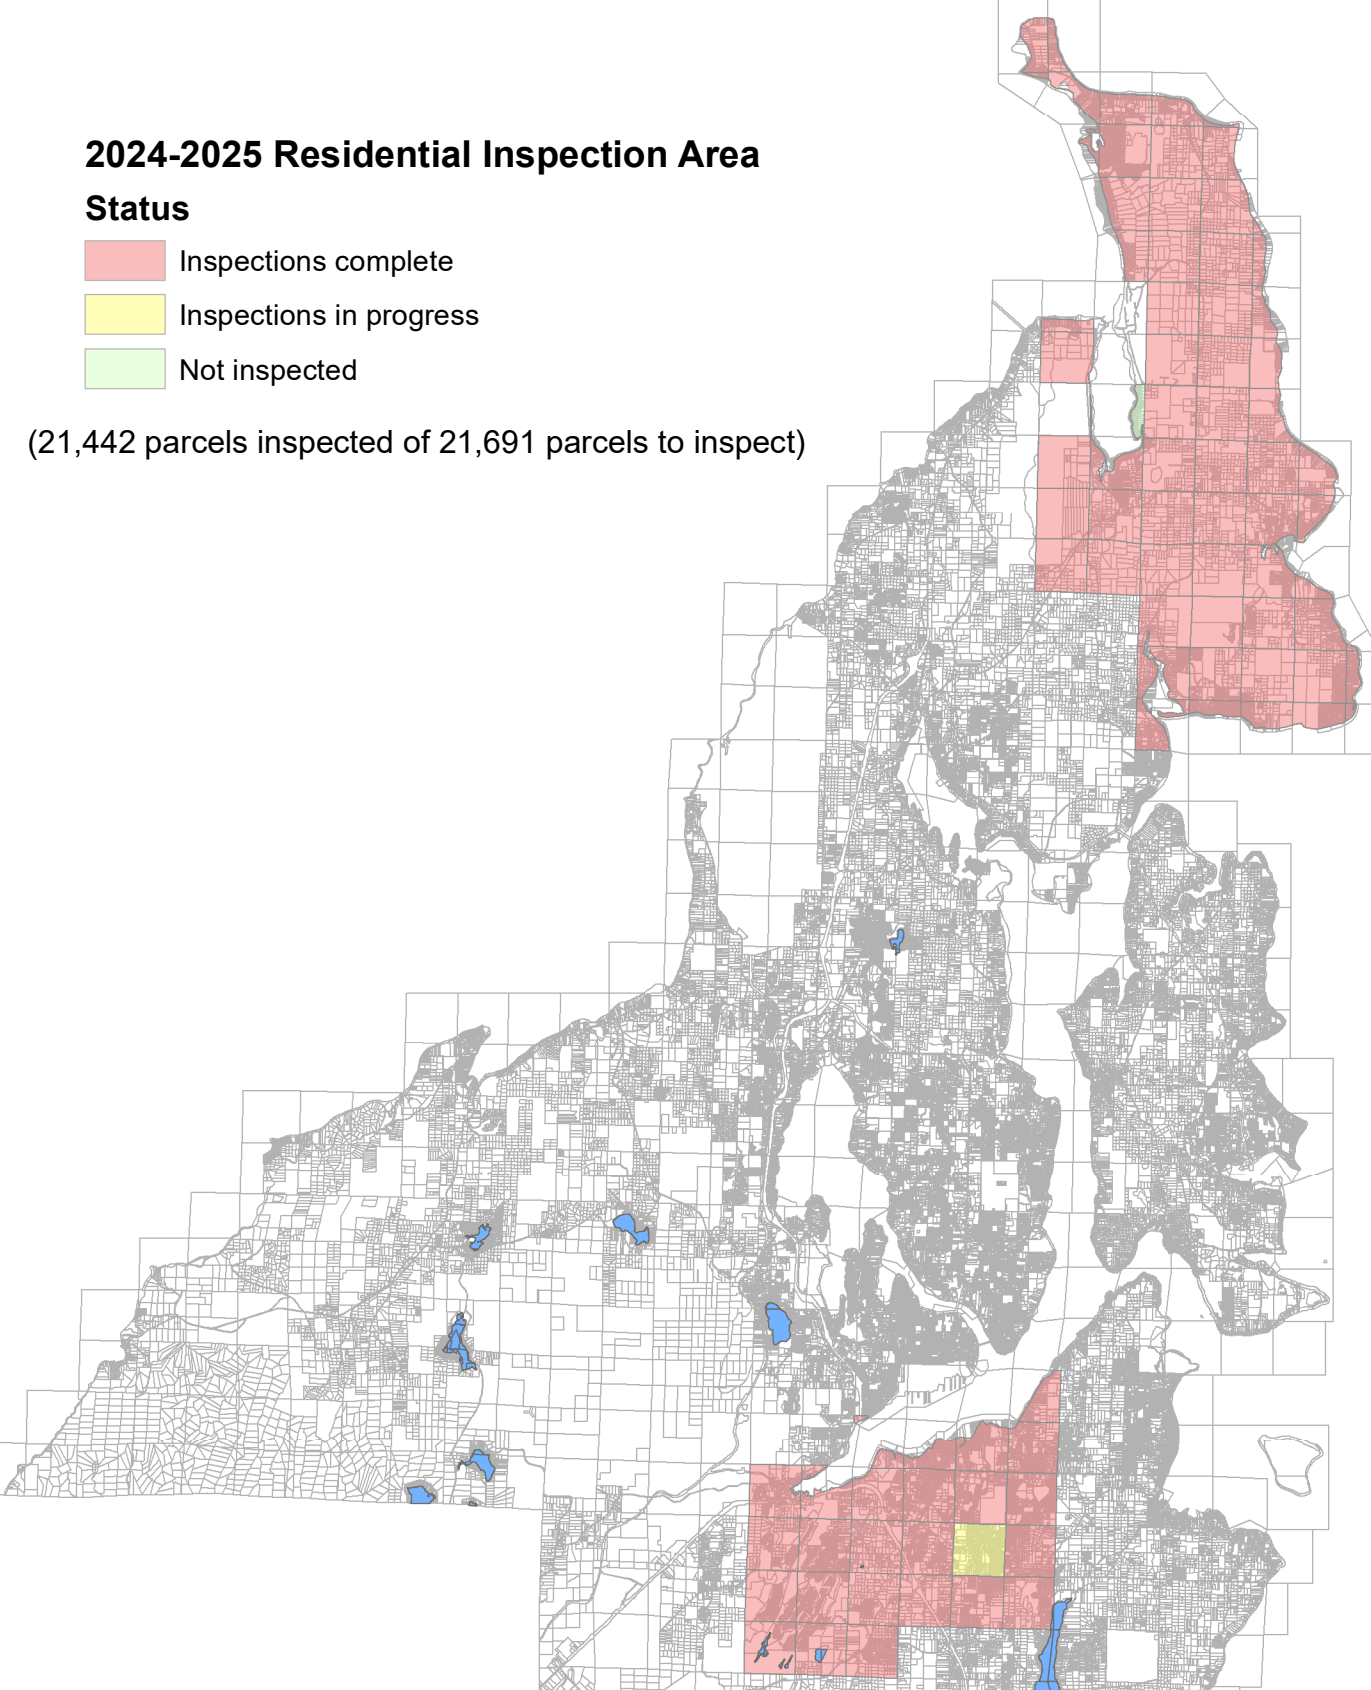 2024-2025 Residential Inspection Area
Status
Inspections complete
Inspections in progress
Not inspected
(21,442 parcels inspected of 21,691 parcels to inspect)